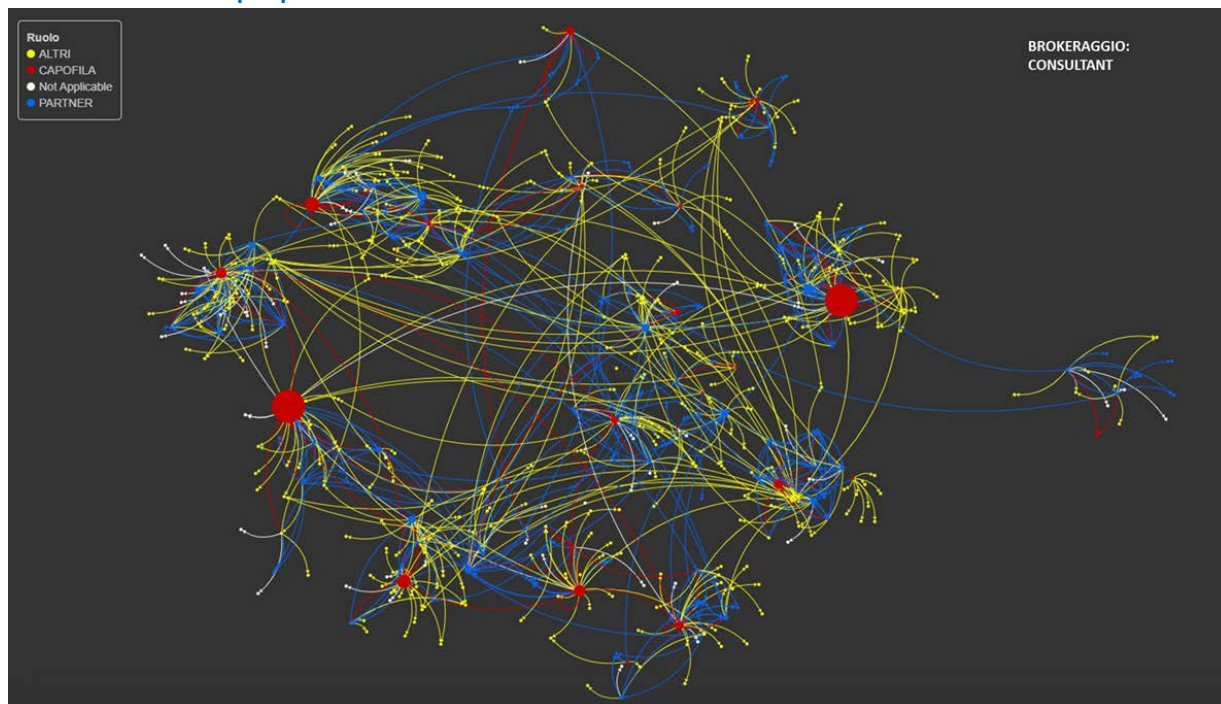 Ruolo
ALTRI
CAPOFILA
Not Applicable
PARTNER
BROKERAGGIO:
CONSULTANT